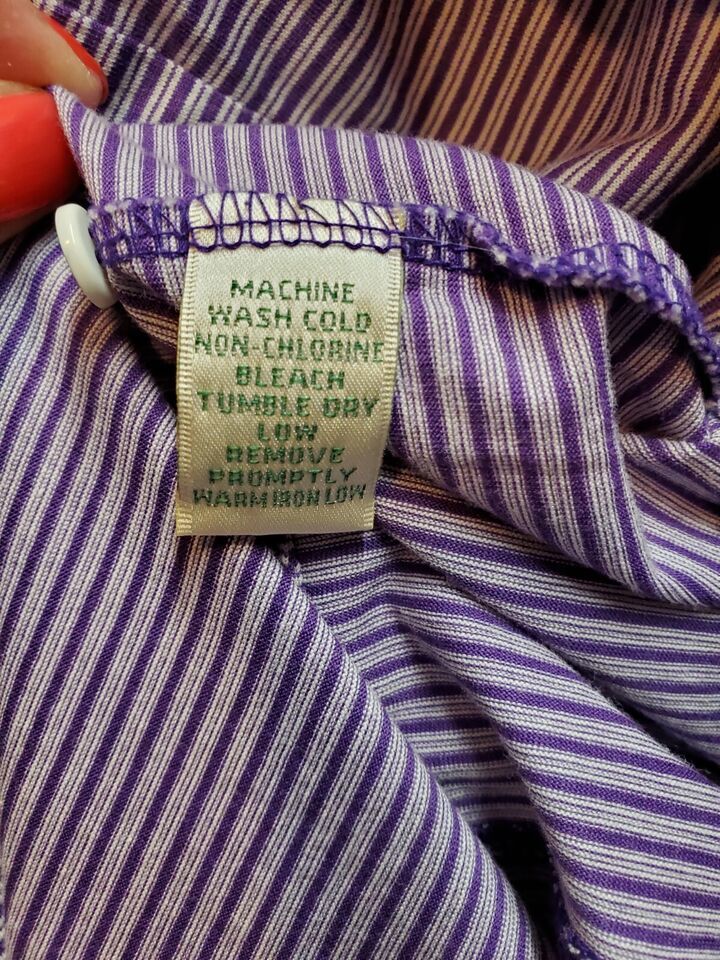 MACHINE
WASH COLD
NON-CHLORINE
BLEACH
TUMBLE DRY
LOW
REMOVE
PROMPTLY
WARM IRON LOW